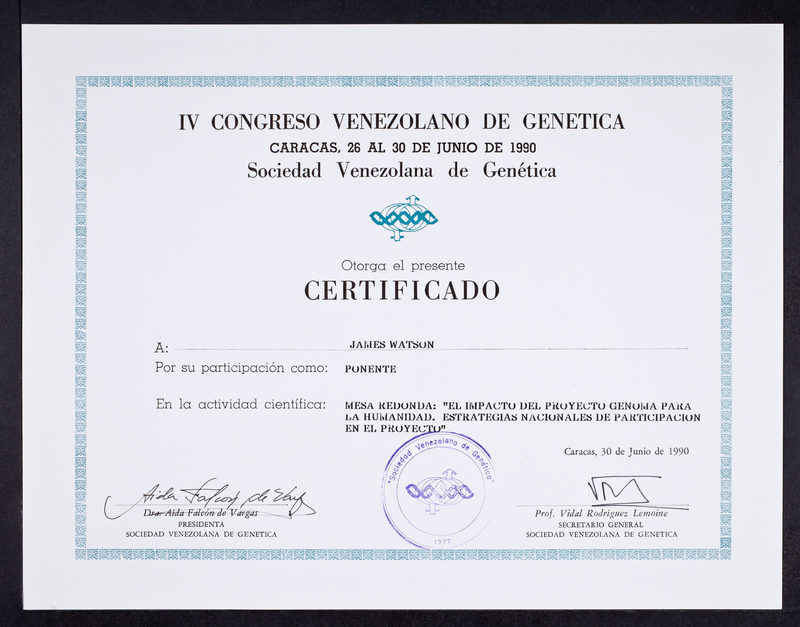 IV CONGRESO VENEZOLANO DE GENETICA
CARACAS, 26 AL 30 DE JUNIO DE 1990
Sociedad Venezolana de Genética
Otorga el presente
CERTIFICADO
A: JAMES WATSON
Por su participación como: PONENTE
En la actividad científica: MESA REDONDA: "EL IMPACTO DEL PROYECTO GENOMA PARA
LA HUMANIDAD. ESTRATEGIAS NACIONALES DE PARTICIPACION
EN EL PROYECTO"
Caracas, 30 de Junio de 1990
"Sociedad Venezolana de Genética"
1977
Aida Falcón de Vargas
Dra. Aida Falcón de Vargas
PRESIDENTA
SOCIEDAD VENEZOLANA DE GENETICA
Prof. Vidal Rodríguez Lemoine
SECRETARIO GENERAL
SOCIEDAD VENEZOLANA DE GENETICA